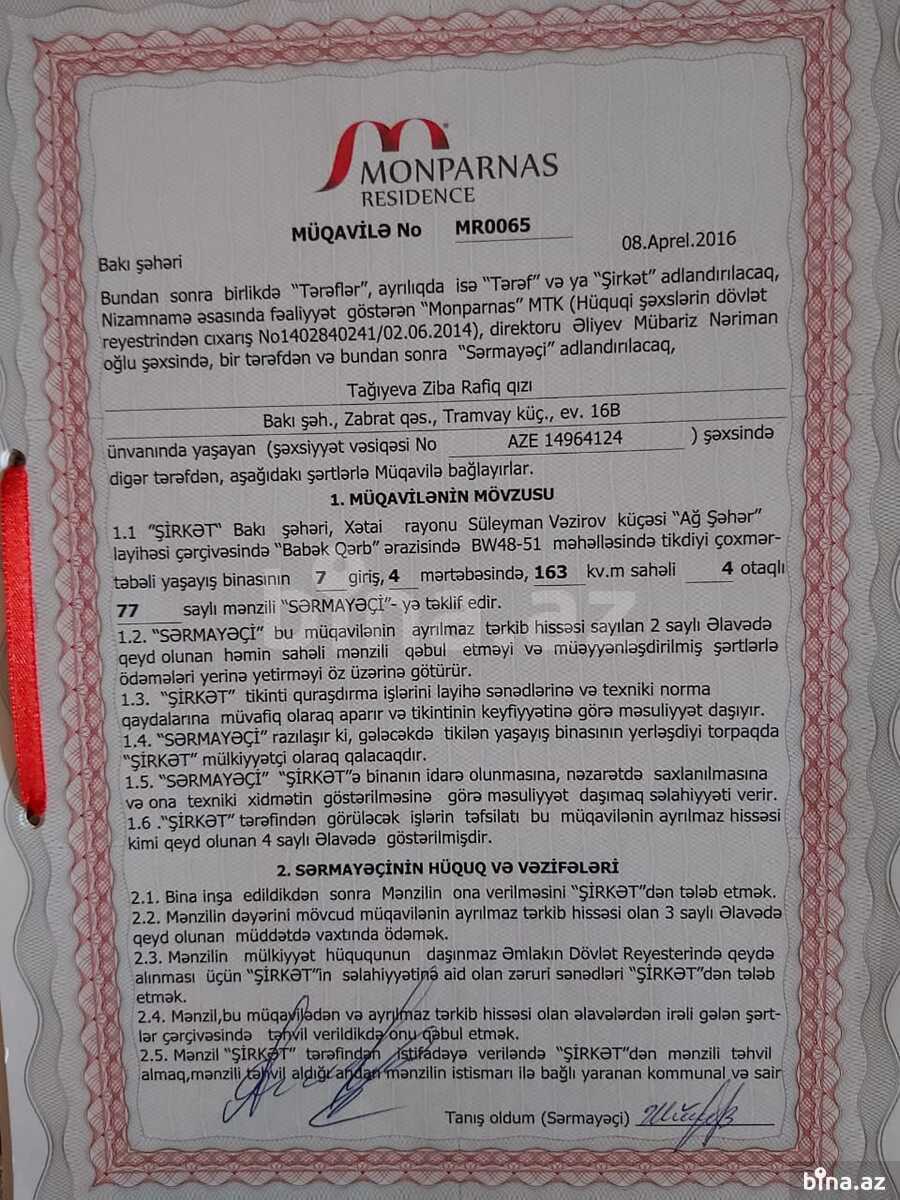 MONPARNAS
RESIDENCE
MÜQAVİLƏ No MR0065
08.Aprel.2016
Bakı şəhəri
Bundan sonra birlikdə “Tərəflər”, ayrılıqda isə “Tərəf” və ya “Şirkət” adlandırılacaq,
Nizamnamə əsasında fəaliyyət göstərən “Monparnas” MTK (Hüquqi şəxslərin dövlət
reyestrindən cıxarış No1402840241/02.06.2014), direktoru Əliyev Mübariz Nəriman
oğlu şəxsində, bir tərəfdən və bundan sonra “Sərmayəçi” adlandırılacaq,
Tağıyeva Ziba Rafiq qızı
Bakı şəh., Zabrat qəs., Tramvay küç., ev. 16B
ünvanında yaşayan (şəxsiyyət vəsiqəsi No AZE 14964124 ) şəxsində
digər tərəfdən, aşağıdakı şərtlərlə Müqavilə bağlayırlar.
1. MÜQAVİLƏNİN MÖVZUSU
1.1 ”ŞİRKƏT“ Bakı şəhəri, Xətai rayonu Süleyman Vəzirov küçəsi “Ağ Şəhər”
layihəsi çərçivəsində “Babək Qərb” ərazisində BW48-51 məhəlləsində tikdiyi çoxmər-
təbəli yaşayış binasının 7 giriş, 4 mərtəbəsində, 163 kv.m sahəli 4 otaqlı
77 saylı mənzili “SƏRMAYƏÇİ”- yə təklif edir.
1.2. “SƏRMAYƏÇİ” bu müqavilənin ayrılmaz tərkib hissəsi sayılan 2 saylı Əlavədə
qeyd olunan həmin sahəli mənzili qəbul etməyi və müəyyənləşdirilmiş şərtlərlə
ödəmələri yerinə yetirməyi öz üzərinə götürür.
1.3. “ŞİRKƏT” tikinti quraşdırma işlərini layihə sənədlərinə və texniki norma
qaydalarına müvafiq olaraq aparır və tikintinin keyfiyyətinə görə məsuliyyət daşıyır.
1.4. “SƏRMAYƏÇİ” razılaşır ki, gələcəkdə tikilən yaşayış binasının yerləşdiyi torpaqda
“ŞİRKƏT” mülkiyyətçi olaraq qalacaqdır.
1.5. “SƏRMAYƏÇİ” “ŞİRKƏT”ə binanın idarə olunmasına, nəzarətdə saxlanılmasına
və ona texniki xidmətin göstərilməsinə görə məsuliyyət daşımaq səlahiyyəti verir.
1.6 .“ŞİRKƏT” tərəfindən görüləcək işlərin təfsilatı bu müqavilənin ayrılmaz hissəsi
kimi qeyd olunan 4 saylı Əlavədə göstərilmişdir.
2. SƏRMAYƏÇİNİN HÜQUQ VƏ VƏZİFƏLƏRİ
2.1. Bina inşa edildikdən sonra Mənzilin ona verilməsini “ŞİRKƏT”dən tələb etmək.
2.2. Mənzilin dəyərini mövcud müqavilənin ayrılmaz tərkib hissəsi olan 3 saylı Əlavədə
qeyd olunan müddətdə vaxtında ödəmək.
2.3. Mənzilin mülkiyyət hüququnun daşınmaz Əmlakın Dövlət Reyesterində qeydə
alınması üçün “ŞİRKƏT”in səlahiyyətinə aid olan zəruri sənədləri “ŞİRKƏT”dən tələb
etmək.
2.4. Mənzil,bu müqavilədən və ayrılmaz tərkib hissəsi olan əlavələrdən irəli gələn şərt-
lər çərçivəsində təhvil verildikdə onu qəbul etmək.
2.5. Mənzil “ŞİRKƏT” tərəfindən istifadəyə veriləndə “ŞİRKƏT”dən mənzili təhvil
almaq,mənzili təhvil aldığı andan mənzilin istismarı ilə bağlı yaranan kommunal və sair
Tanış oldum (Sərmayəçi)
bina.az
bina.az